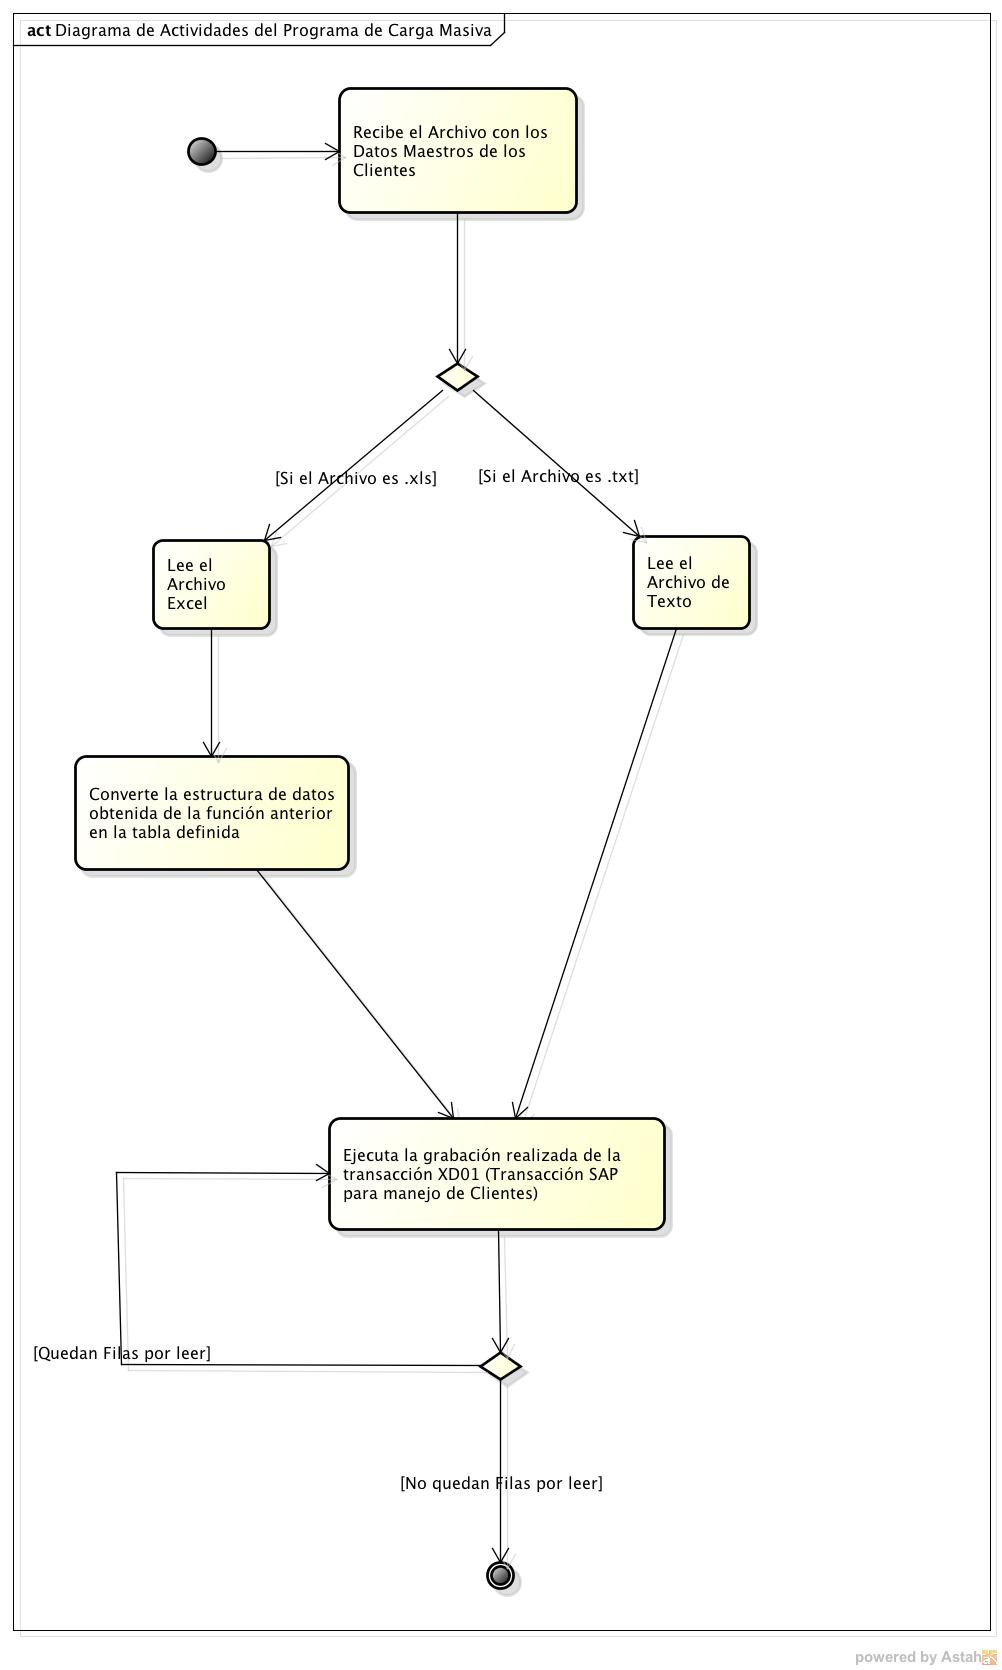 act Diagrama de Actividades del Programa de Carga Masiva
Recibe el Archivo con los
Datos Maestros de los
Clientes
[Si el Archivo es .xls]
[Si el Archivo es .txt]
Lee el
Archivo
Excel
Lee el
Archivo de
Texto
Converte la estructura de datos
obtenida de la función anterior
en la tabla definida
Ejecuta la grabación realizada de la
transacción XD01 (Transacción SAP
para manejo de Clientes)
[Quedan Filas por leer]
[No quedan Filas por leer]
powered by Astah